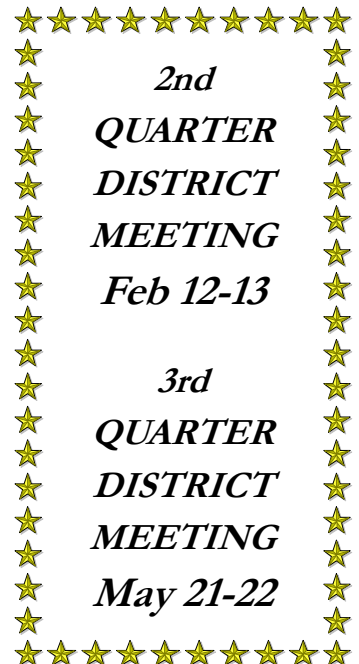 2nd
QUARTER
DISTRICT
MEETING
Feb 12-13
3rd
QUARTER
DISTRICT
MEETING
May 21-22